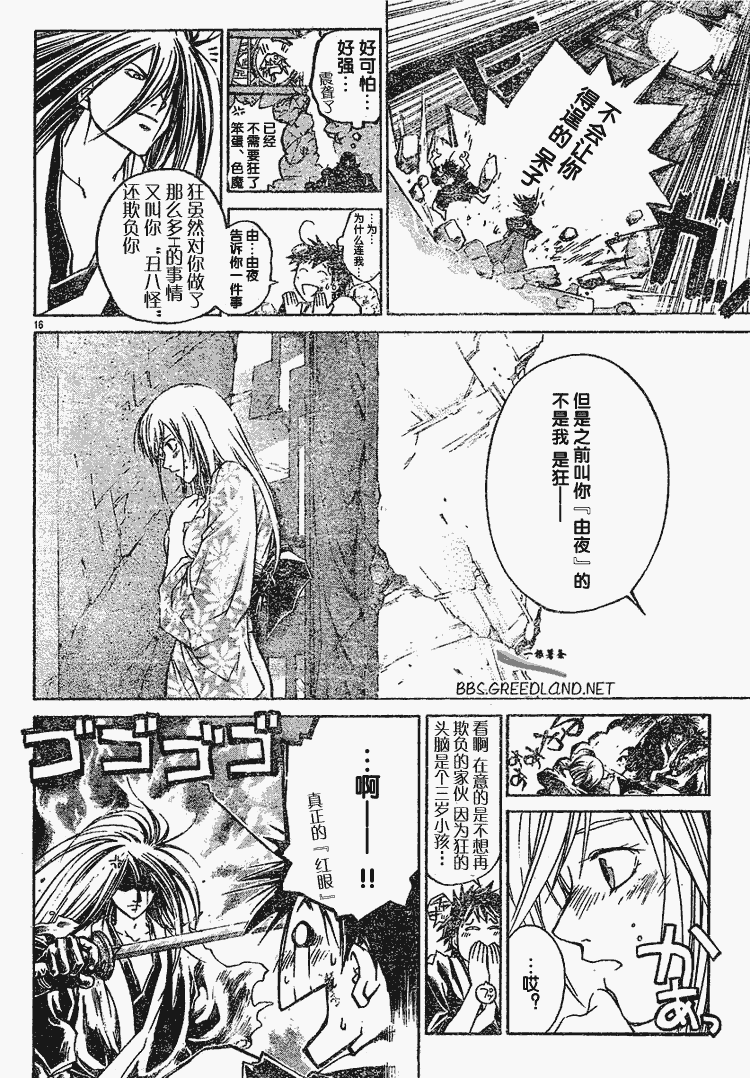 不会让你
得逞的 呆子
ドン
好可怕…
好强…
震聋了
已经
不需要狂了
笨蛋、色魔
…为…
为什么连我…
由…由夜
告诉你一件事
狂虽然对你做了
那么多H的事情
又叫你“丑八怪”
还欺负你
16
但是之前叫你『由夜』的
不是我 是狂——
BBS.GREEDLAND.NET
看啊 在意的是不想再
欺负的家伙 因为狂的
头脑是个三岁小孩…
…哎?
かあっ
…啊——!!
真正的『红眼』
ゴゴゴゴ